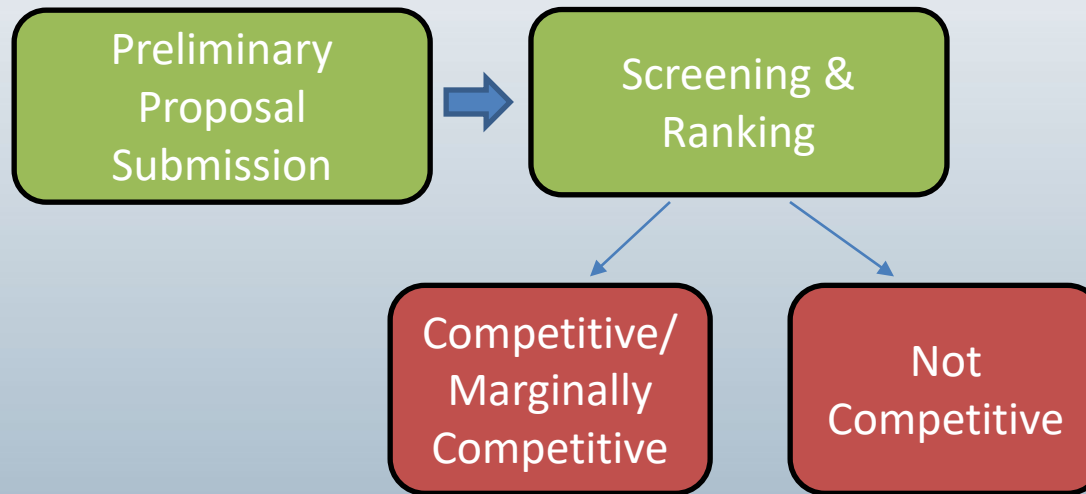 Preliminary
Proposal
Submission
Screening &
Ranking
Competitive/
Marginally
Competitive
Not
Competitive